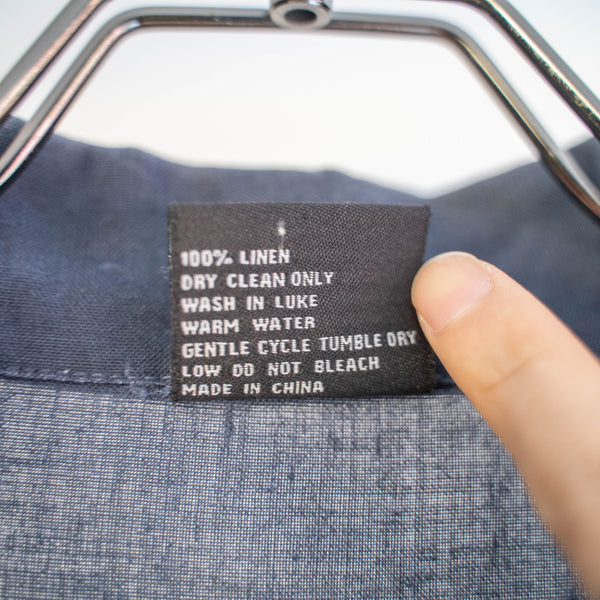 100% LINEN
DRY CLEAN ONLY
WASH IN LUKE
WARM WATER
GENTLE CYCLE TUMBLE DRY
LOW DO NOT BLEACH
MADE IN CHINA